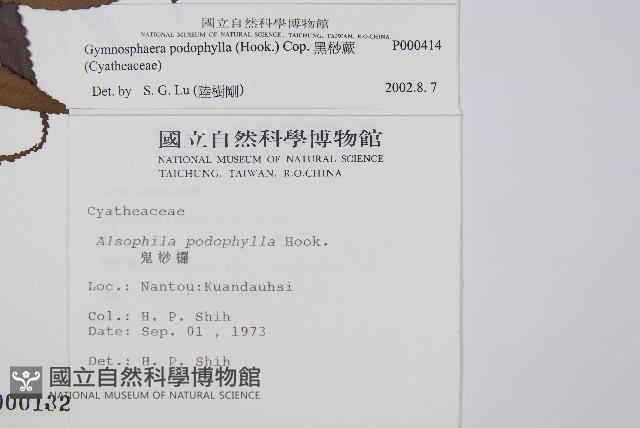 國立自然科學博物館
NATIONAL MUSEUM OF NATURAL SCIENCE, TAICHUNG, TAIWAN, R.O.CHINA
Gymnosphaera podophylla (Hook.) Cop. 黑桫蕨 P000414
(Cyatheaceae)
Det. by S. G. Lu (陸樹剛) 2002.8.7
國立自然科學博物館
NATIONAL MUSEUM OF NATURAL SCIENCE
TAICHUNG, TAIWAN, R.O.CHINA
Cyatheaceae
Alsophila podophylla Hook.
鬼桫欏
Loc.: Nantou:Kuandauhsi
Col.: H. P. Shih
Date: Sep. 01 , 1973
Det.: H. P. Shih
國立自然科學博物館
NATIONAL MUSEUM OF NATURAL SCIENCE
000132